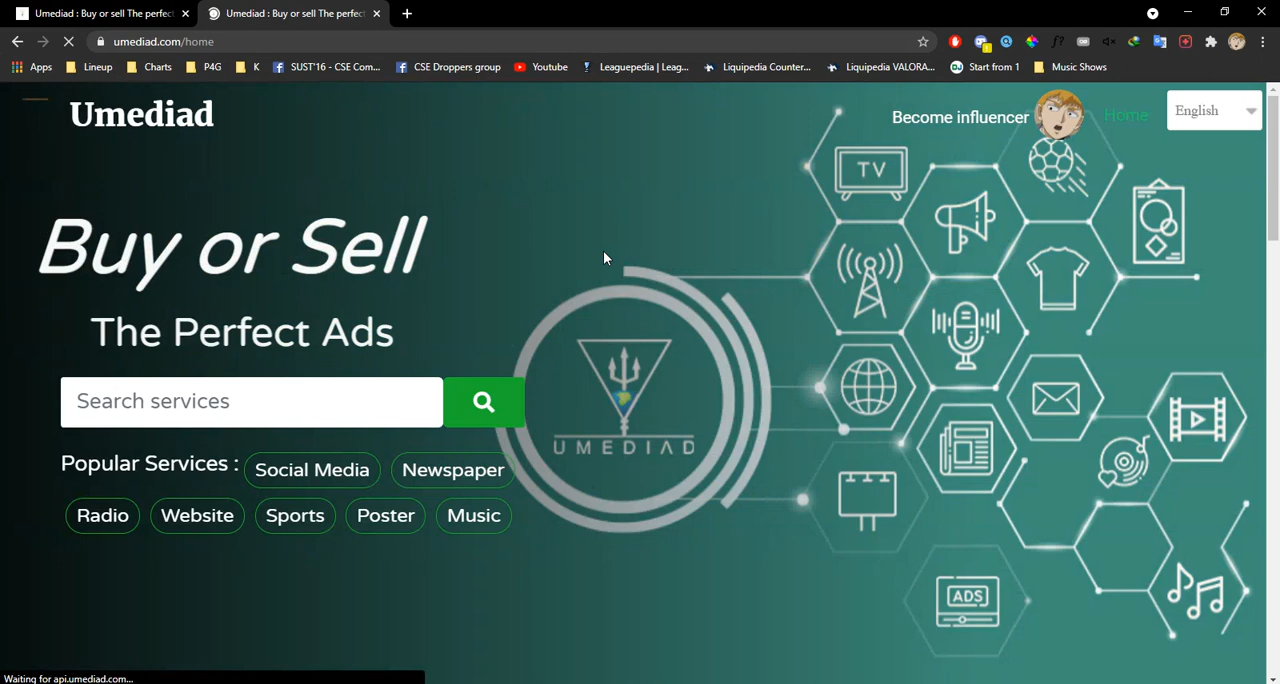 Umediad : Buy or sell The perfect
Umediad : Buy or sell The perfect
umediad.com/home
Apps
Lineup
Charts
P4G
K
SUST'16 - CSE Com...
CSE Droppers group
Youtube
Leaguepedia | Leag...
Liquipedia Counter...
Liquipedia VALORA...
Start from 1
Music Shows
Umediad
Become influencer
Home
English
TV
Buy or Sell
The Perfect Ads
Search services
UMEDIAD
Popular Services :
Social Media
Newspaper
Radio
Website
Sports
Poster
Music
ADS
Waiting for api.umediad.com...